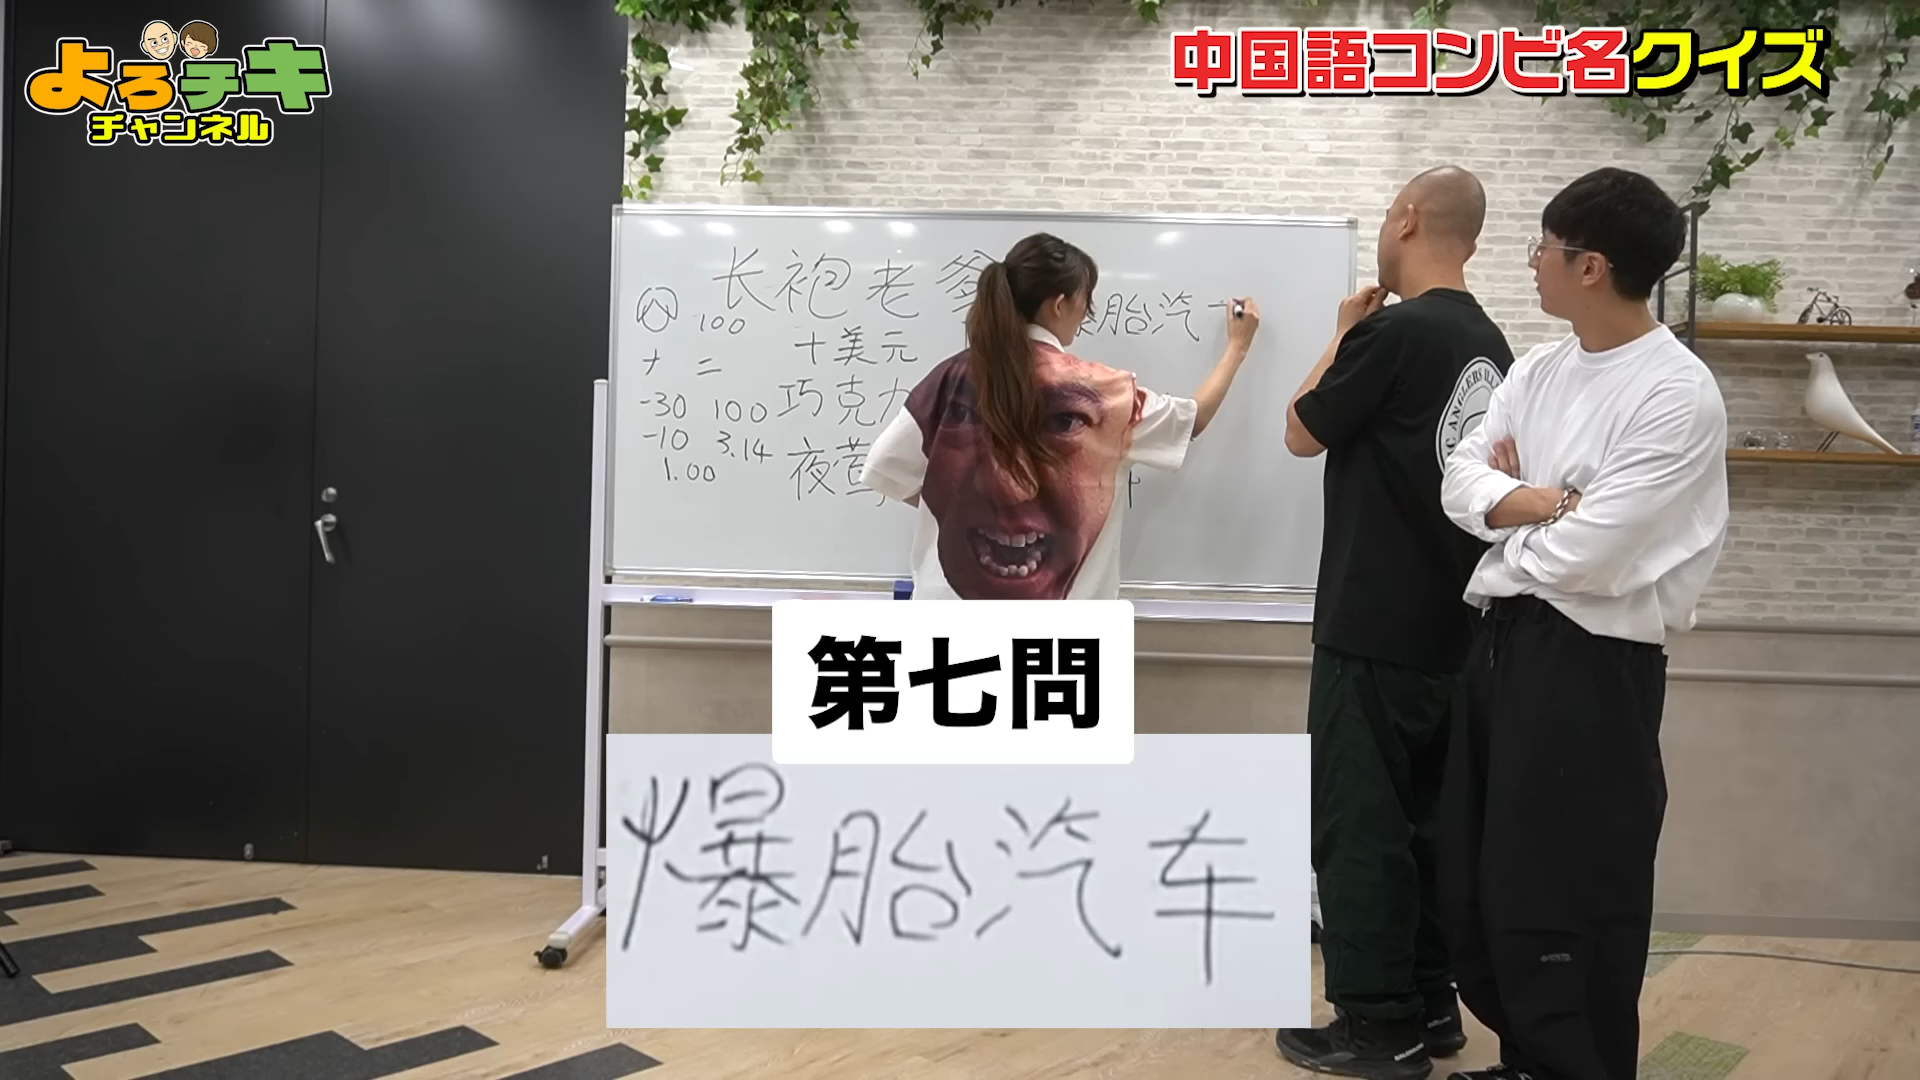 よろチキ
チャンネル
中国語コンビ名クイズ
长袍老爹
100
十美元
十 二
-30 100 巧克力
-10 3.14 夜莺
1.00
胎汽
第七問
爆胎汽车